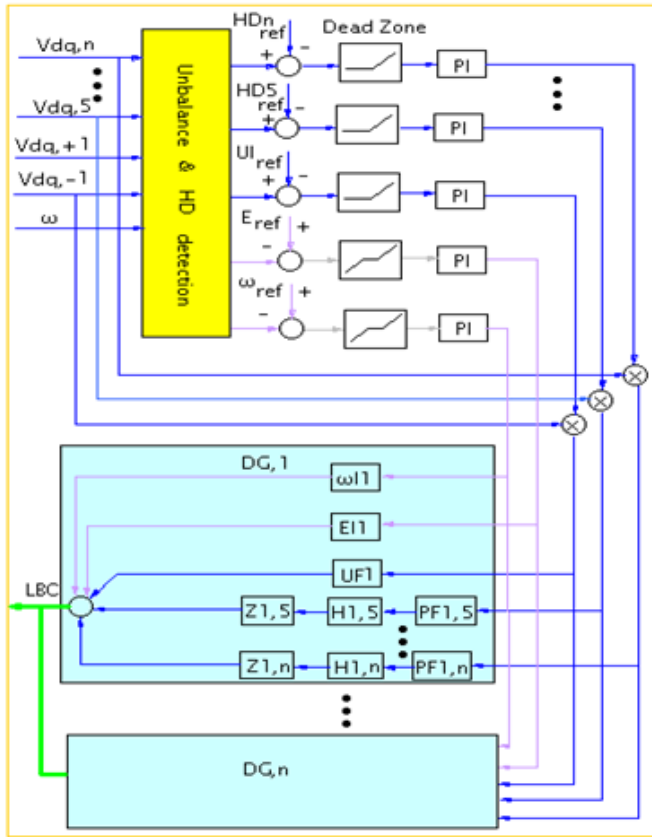 HDn ref
Dead Zone
Vdq,n
PI
HD5 ref
Vdq,5
PI
Vdq,+1
UI ref
Vdq,-1
PI
ω
E ref
PI
ω ref
PI
Unbalance & HD detection
DG,1
ωI1
EI1
UF1
LBC
Z1,5 H1,5 PF1,5
Z1,n H1,n PF1,n
DG,n